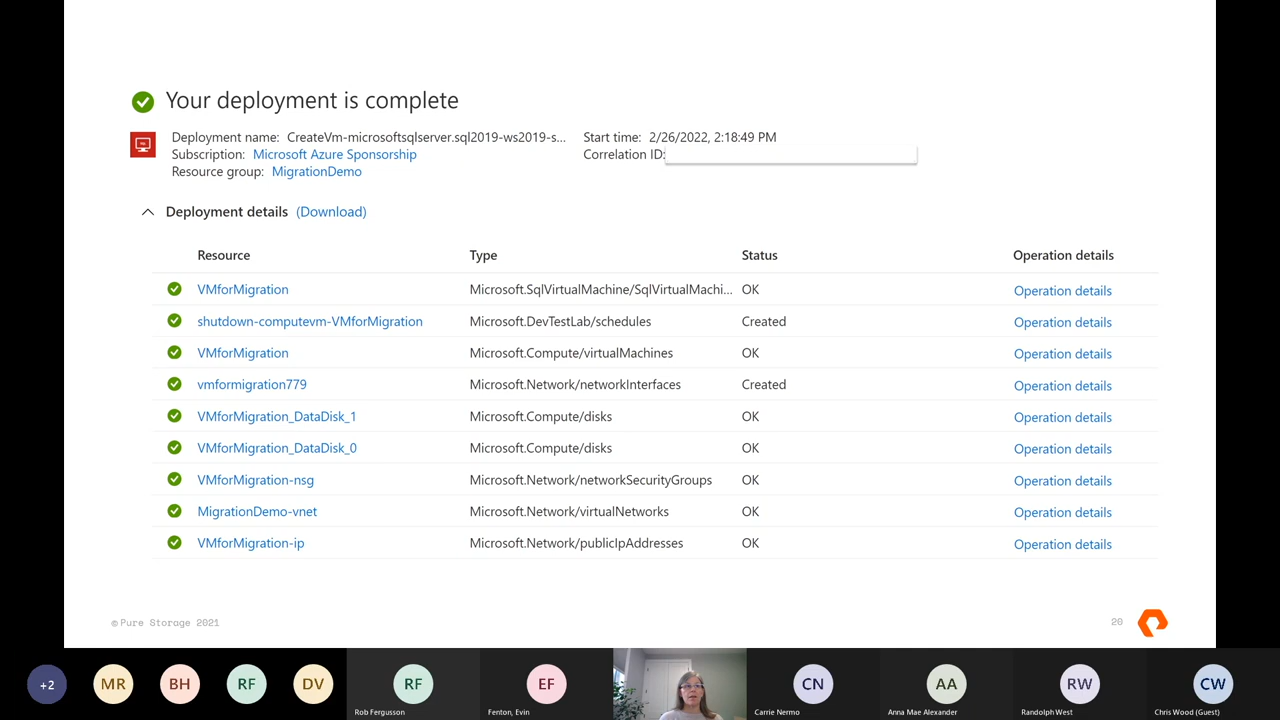 Your deployment is complete
Deployment name: CreateVm-microsoftsqlserver.sql2019-ws2019-s... Start time: 2/26/2022, 2:18:49 PM
Subscription: Microsoft Azure Sponsorship Correlation ID:
Resource group: MigrationDemo
Deployment details (Download)
Resource Type Status Operation details
VMforMigration Microsoft.SqlVirtualMachine/SqlVirtualMachi... OK Operation details
shutdown-computevm-VMforMigration Microsoft.DevTestLab/schedules Created Operation details
VMforMigration Microsoft.Compute/virtualMachines OK Operation details
vmformigration779 Microsoft.Network/networkInterfaces Created Operation details
VMforMigration_DataDisk_1 Microsoft.Compute/disks OK Operation details
VMforMigration_DataDisk_0 Microsoft.Compute/disks OK Operation details
VMforMigration-nsg Microsoft.Network/networkSecurityGroups OK Operation details
MigrationDemo-vnet Microsoft.Network/virtualNetworks OK Operation details
VMforMigration-ip Microsoft.Network/publicIpAddresses OK Operation details
© Pure Storage 2021 20
+2 MR BH RF DV RF EF CN AA RW CW
Rob Fergusson Fenton, Evin Carrie Nermo Anna Mae Alexander Randolph West Chris Wood (Guest)